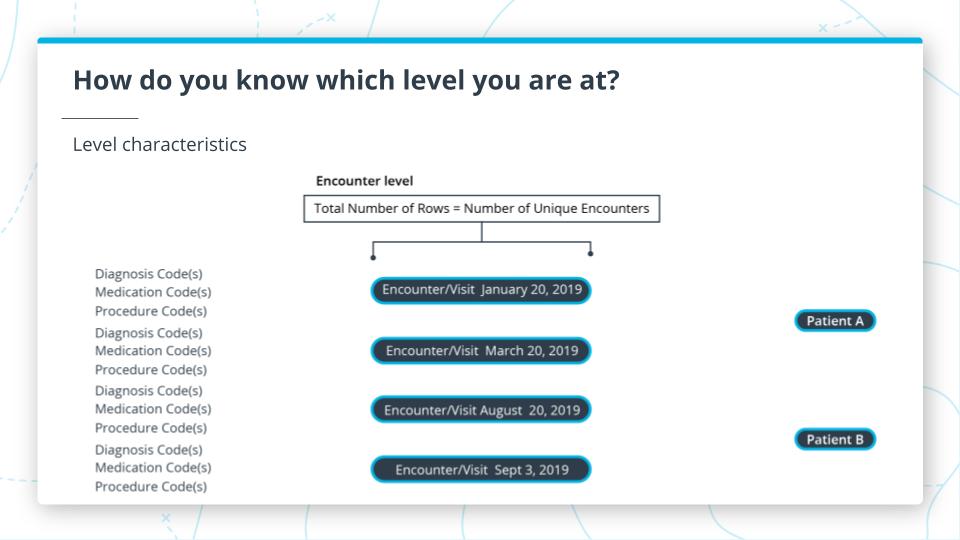 How do you know which level you are at?
Level characteristics
Encounter level
Total Number of Rows = Number of Unique Encounters
Diagnosis Code(s)
Medication Code(s)
Procedure Code(s)
Diagnosis Code(s)
Medication Code(s)
Procedure Code(s)
Diagnosis Code(s)
Medication Code(s)
Procedure Code(s)
Diagnosis Code(s)
Medication Code(s)
Procedure Code(s)
Encounter/Visit January 20, 2019
Encounter/Visit March 20, 2019
Encounter/Visit August 20, 2019
Encounter/Visit Sept 3, 2019
Patient A
Patient B